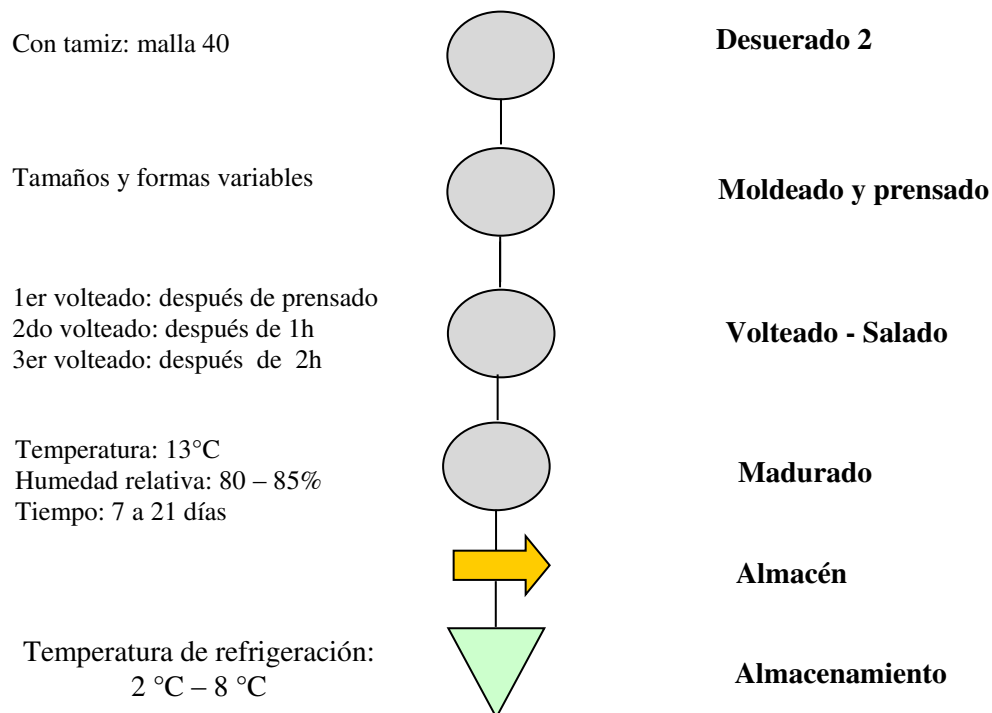 Con tamiz: malla 40
Desuerado 2
Tamaños y formas variables
Moldeado y prensado
1er volteado: después de prensado
2do volteado: después de 1h
3er volteado: después de 2h
Volteado - Salado
Temperatura: 13°C
Humedad relativa: 80 – 85%
Tiempo: 7 a 21 días
Madurado
Almacén
Temperatura de refrigeración:
2 °C – 8 °C
Almacenamiento